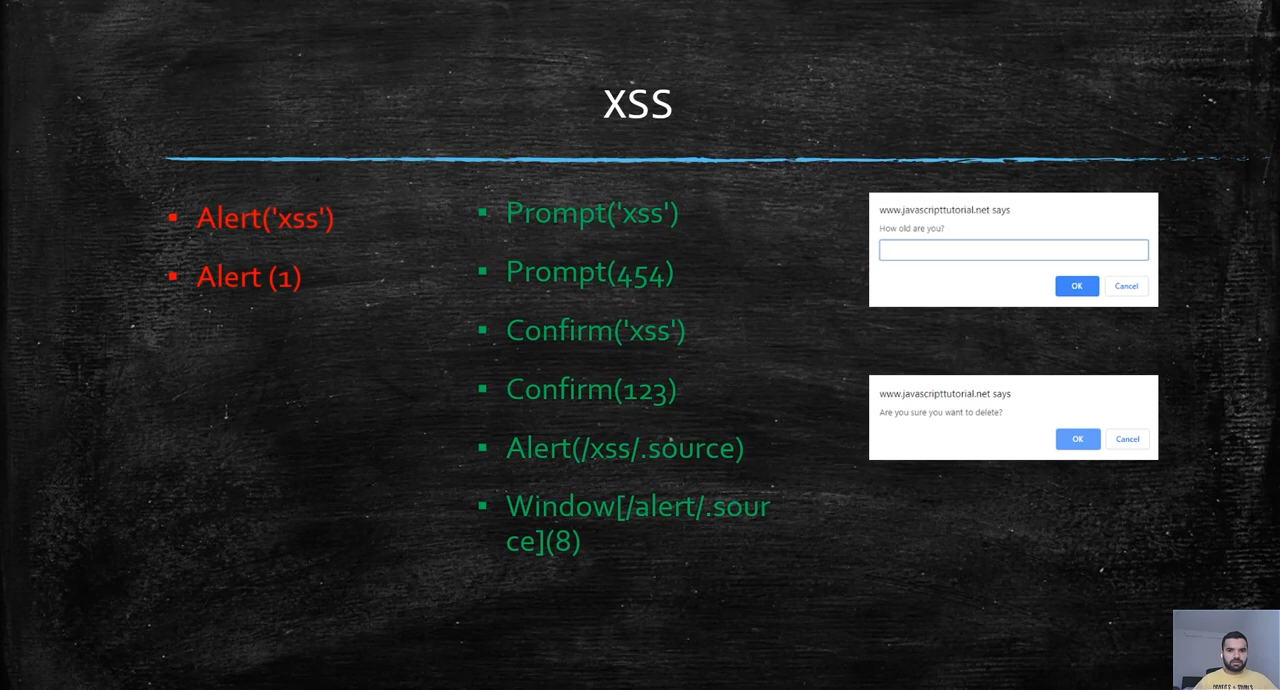 XSS
Alert('xss')
Alert (1)
Prompt('xss')
Prompt(454)
Confirm('xss')
Confirm(123)
Alert(/xss/.source)
Window[/alert/.sour
ce](8)
www.javascripttutorial.net says
How old are you?
OK Cancel
www.javascripttutorial.net says
Are you sure you want to delete?
OK Cancel